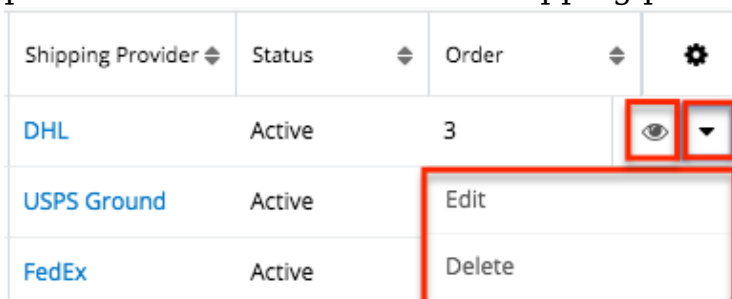 Shipping Provider Status Order
DHL Active 3
USPS Ground Active Edit
FedEx Active Delete